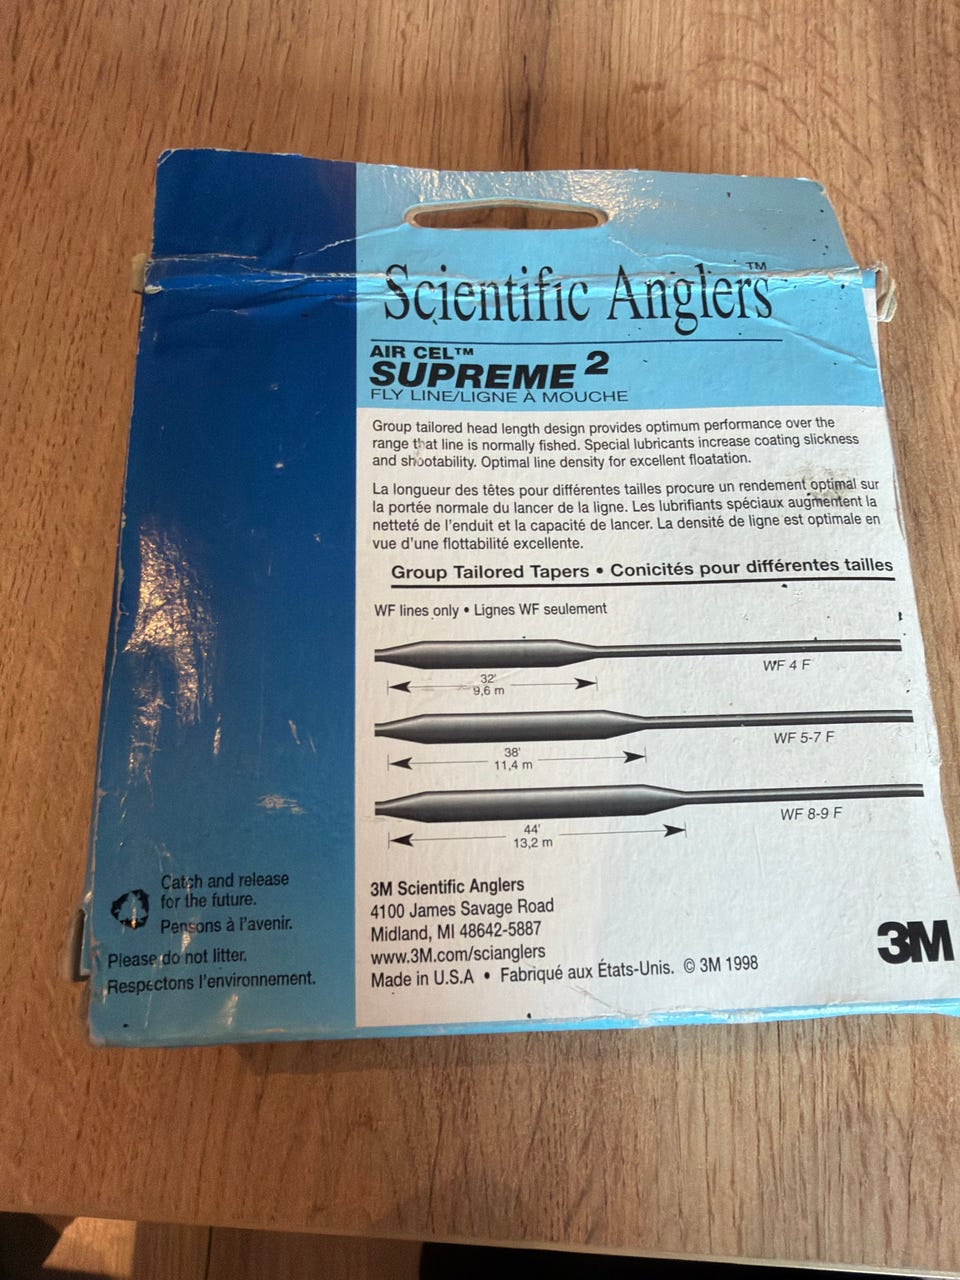 Scientific Anglers™
AIR CEL™
SUPREME 2
FLY LINE/LIGNE À MOUCHE
Group tailored head length design provides optimum performance over the
range that line is normally fished. Special lubricants increase coating slickness
and shootability. Optimal line density for excellent floatation.
La longueur des têtes pour différentes tailles procure un rendement optimal sur
la portée normale du lancer de la ligne. Les lubrifiants spéciaux augmentent la
netteté de l'enduit et la capacité de lancer. La densité de ligne est optimale en
vue d'une flottabilité excellente.
Group Tailored Tapers • Conicités pour différentes tailles
WF lines only • Lignes WF seulement
WF 4 F
32'
9,6 m
WF 5-7 F
38'
11,4 m
WF 8-9 F
44'
13,2 m
Catch and release
for the future.
Pensons à l'avenir.
Please do not litter.
Respectons l'environnement.
3M Scientific Anglers
4100 James Savage Road
Midland, MI 48642-5887
www.3M.com/scianglers
Made in U.S.A • Fabriqué aux États-Unis. © 3M 1998
3M